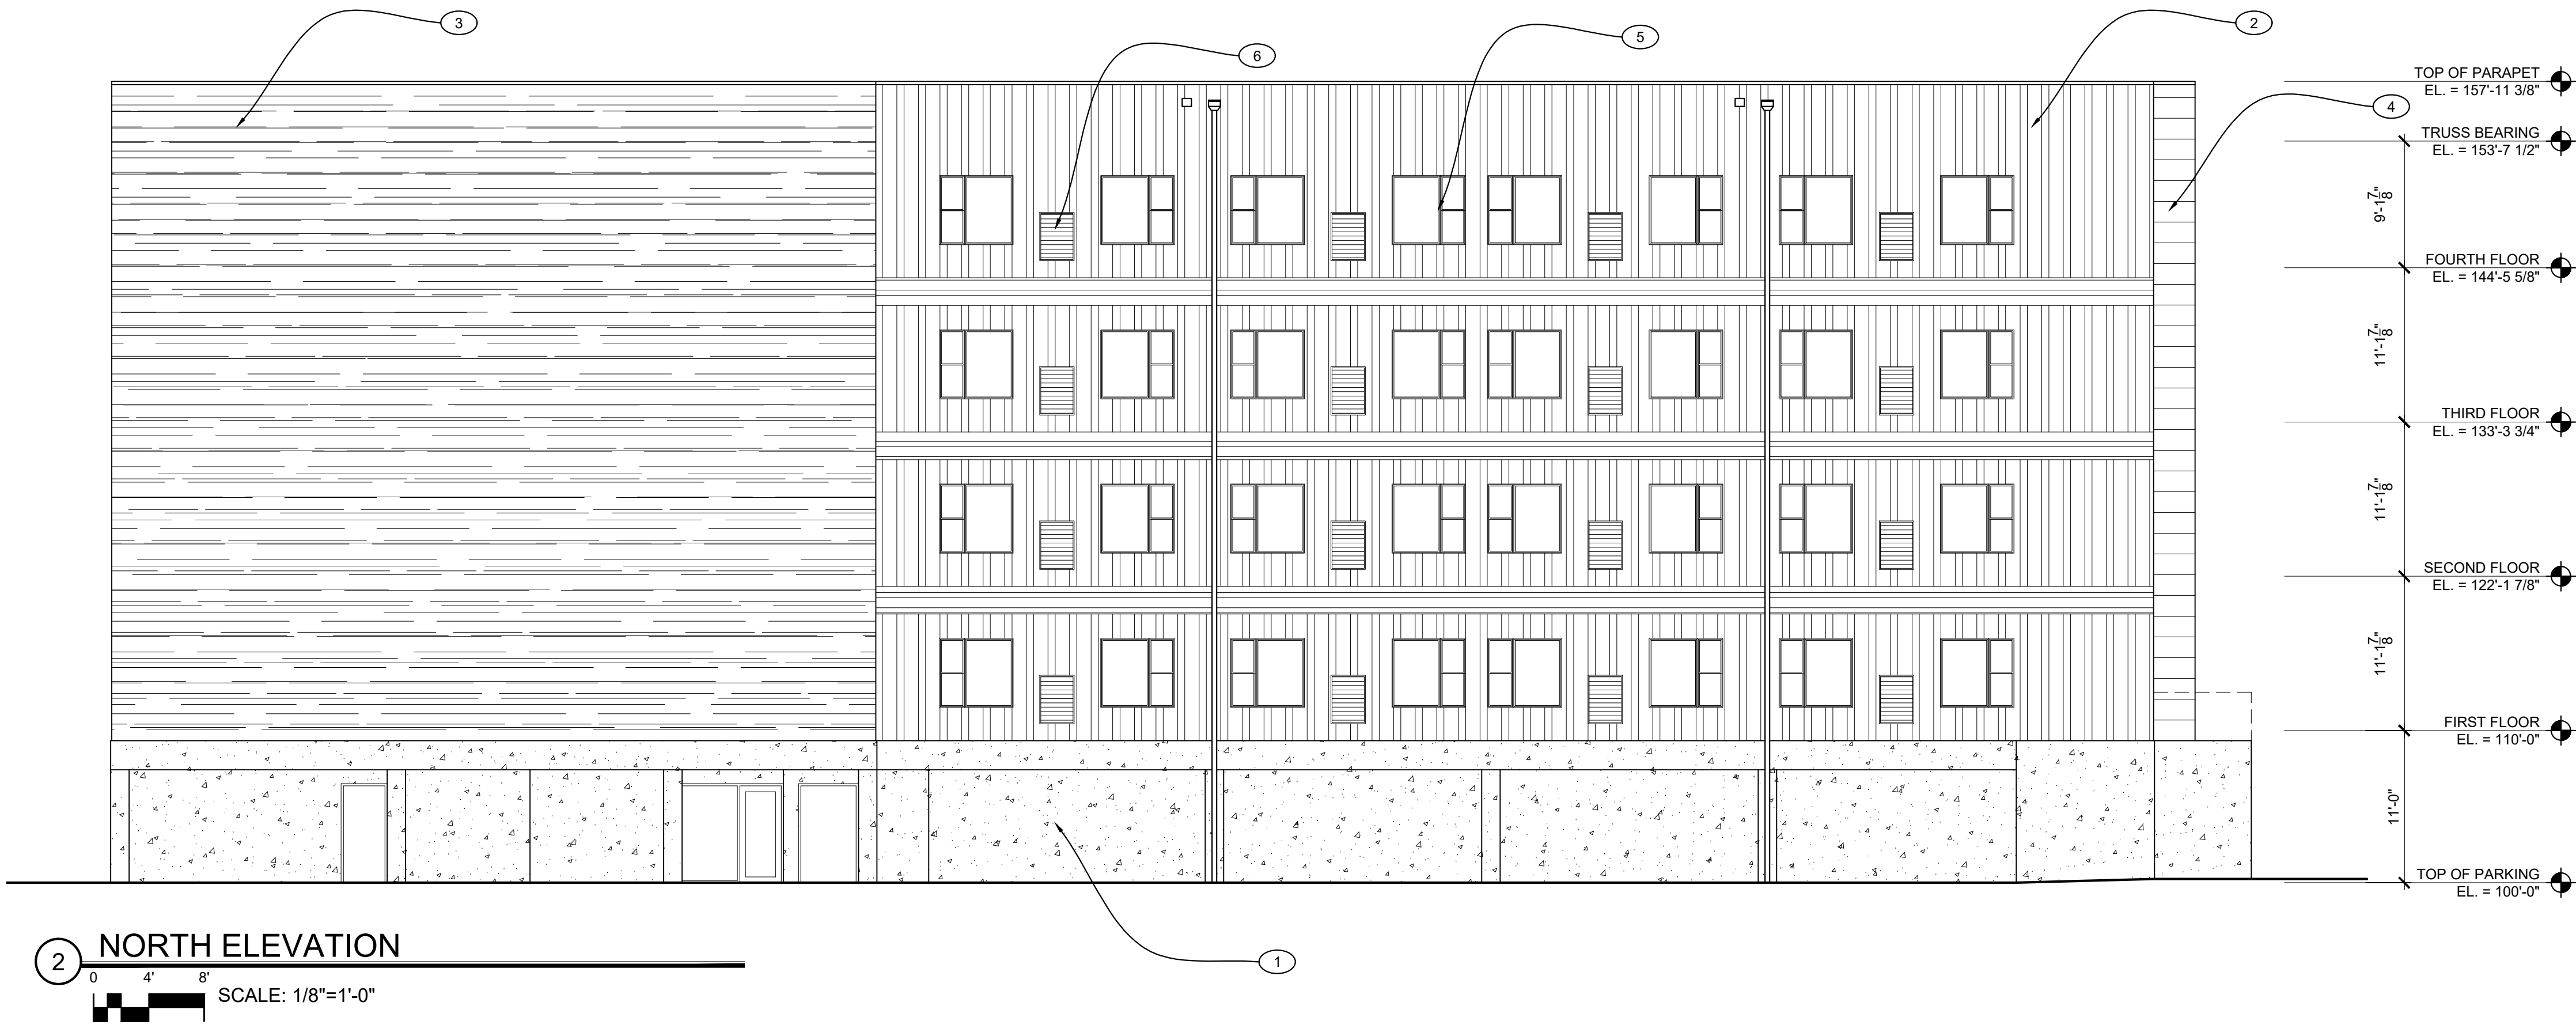 3
6
5
2
4
TOP OF PARAPET
EL. = 157'-11 3/8"
TRUSS BEARING
EL. = 153'-7 1/2"
9'-1 7/8"
FOURTH FLOOR
EL. = 144'-5 5/8"
11'-1 7/8"
THIRD FLOOR
EL. = 133'-3 3/4"
11'-1 7/8"
SECOND FLOOR
EL. = 122'-1 7/8"
11'-1 7/8"
FIRST FLOOR
EL. = 110'-0"
11'-0"
TOP OF PARKING
EL. = 100'-0"
1
2 NORTH ELEVATION
0 4' 8'
SCALE: 1/8"=1'-0"